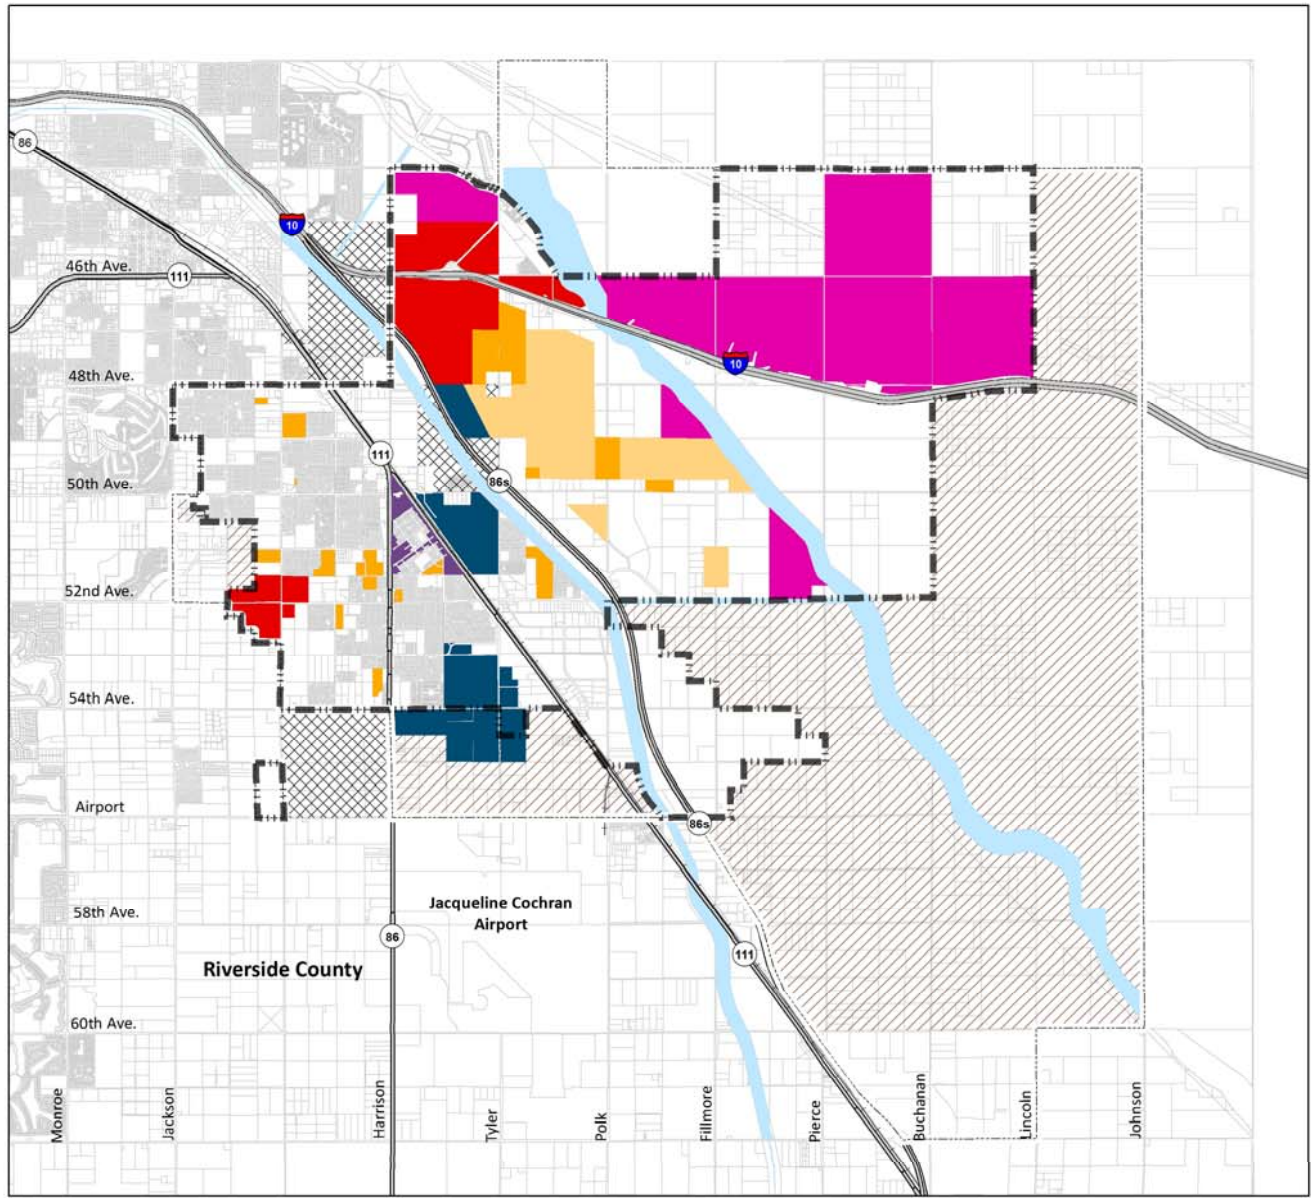 86
10
46th Ave.
111
48th Ave.
10
111
50th Ave.
86s
52nd Ave.
54th Ave.
Airport
86s
58th Ave.
Jacqueline Cochran
Airport
86
111
Riverside County
60th Ave.
Monroe
Jackson
Harrison
Tyler
Polk
Fillmore
Pierce
Buchanan
Lincoln
Johnson